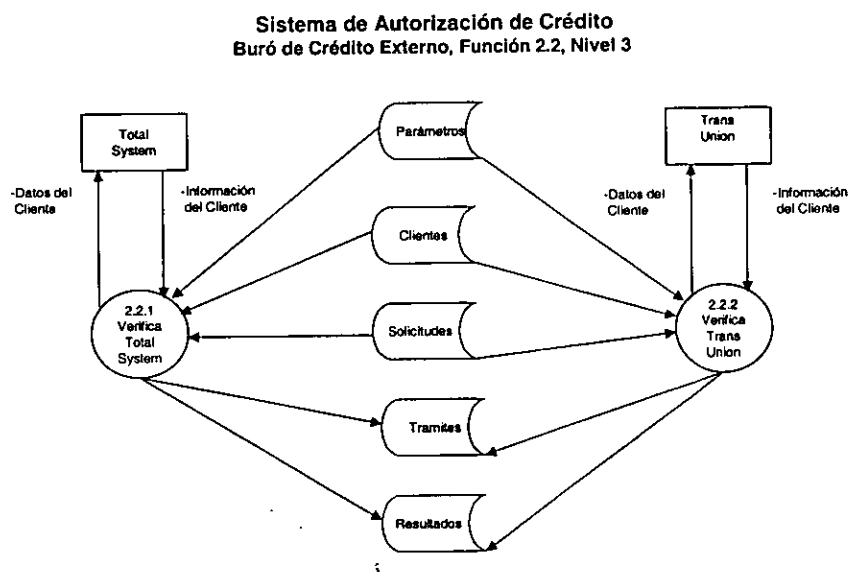 Sistema de Autorización de Crédito
Buró de Crédito Externo, Función 2.2, Nivel 3
Total
System
Parámetros
Trans
Union
-Datos del
Cliente
-Información
del Cliente
-Datos del
Cliente
-Información
del Cliente
Clientes
2.2.1
Verifica
Total
System
Solicitudes
2.2.2
Verifica
Trans
Union
Tramites
Resultados